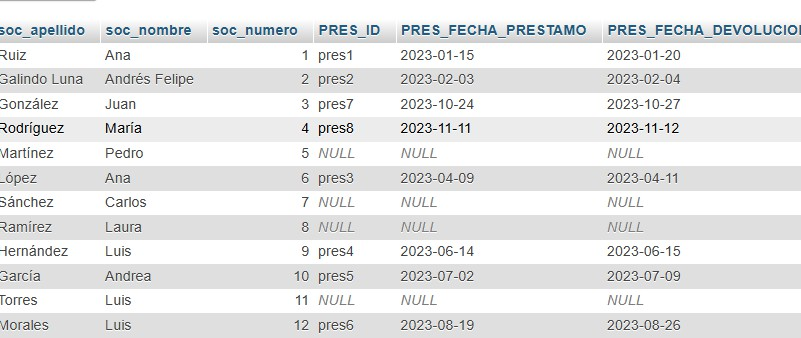 soc_apellido soc_nombre soc_numero PRES_ID PRES_FECHA_PRESTAMO PRES_FECHA_DEVOLUCIO
Ruiz Ana 1 pres1 2023-01-15 2023-01-20
Galindo Luna Andrés Felipe 2 pres2 2023-02-03 2023-02-04
González Juan 3 pres7 2023-10-24 2023-10-27
Rodríguez María 4 pres8 2023-11-11 2023-11-12
Martínez Pedro 5 NULL NULL NULL
López Ana 6 pres3 2023-04-09 2023-04-11
Sánchez Carlos 7 NULL NULL NULL
Ramírez Laura 8 NULL NULL NULL
Hernández Luis 9 pres4 2023-06-14 2023-06-15
García Andrea 10 pres5 2023-07-02 2023-07-09
Torres Luis 11 NULL NULL NULL
Morales Luis 12 pres6 2023-08-19 2023-08-26